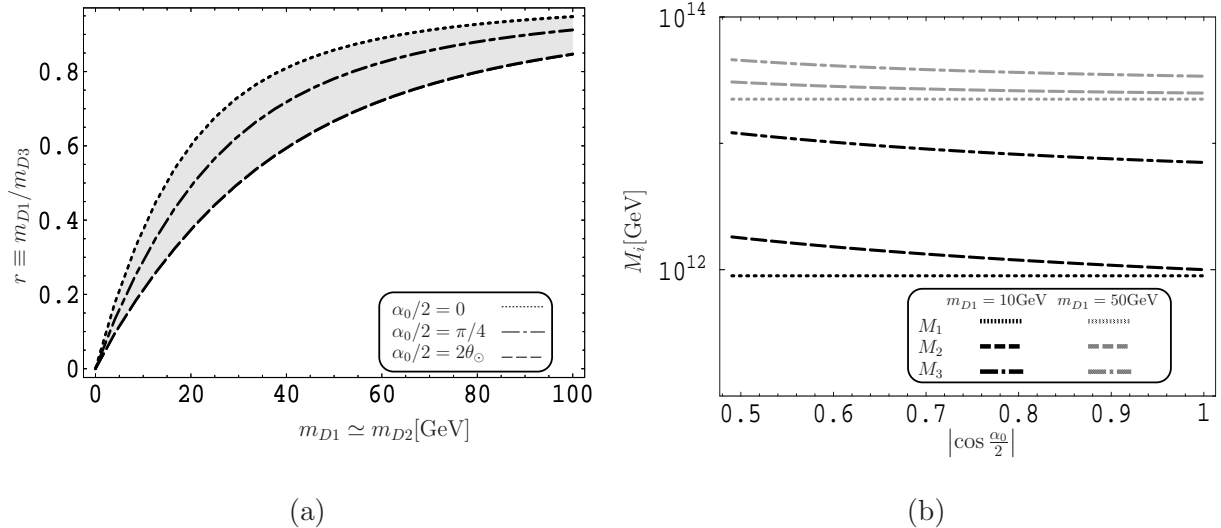 r ≡ m_{D1}/m_{D3}
0.8
0.6
0.4
0.2
0
0 20 40 60 80 100
m_{D1} ≃ m_{D2}[GeV]
α_0/2 = 0
α_0/2 = π/4
α_0/2 = 2θ_⊙
(a)
M_i[GeV]
10^{14}
10^{12}
0.5 0.6 0.7 0.8 0.9 1
|cos α_0/2|
m_{D1} = 10GeV m_{D1} = 50GeV
M_1
M_2
M_3
(b)